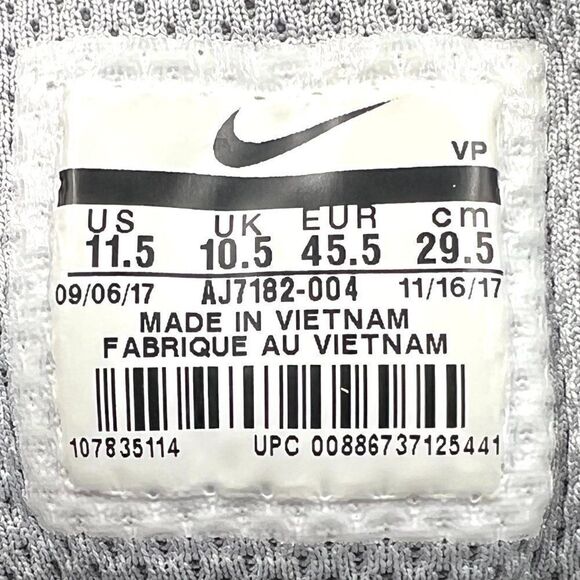 VP
US UK EUR cm
11.5 10.5 45.5 29.5
09/06/17 AJ7182-004 11/16/17
MADE IN VIETNAM
FABRIQUE AU VIETNAM
107835114 UPC 00886737125441